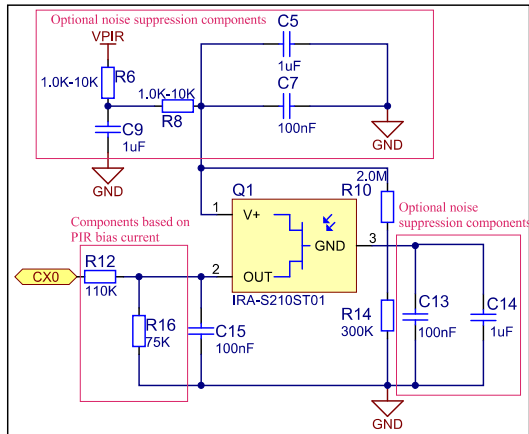 Optional noise suppression components
VPIR
C5
1uF
R6
1.0K-10K
1.0K-10K
C7
100nF
R8
C9
1uF
GND
GND
2.0M
Q1
R10
1
V+
Optional noise
suppression components
Components based on
PIR bias current
GND
3
CX0
R12
110K
2
OUT
IRA-S210ST01
R16
75K
C15
100nF
R14
300K
C13
100nF
C14
1uF
GND